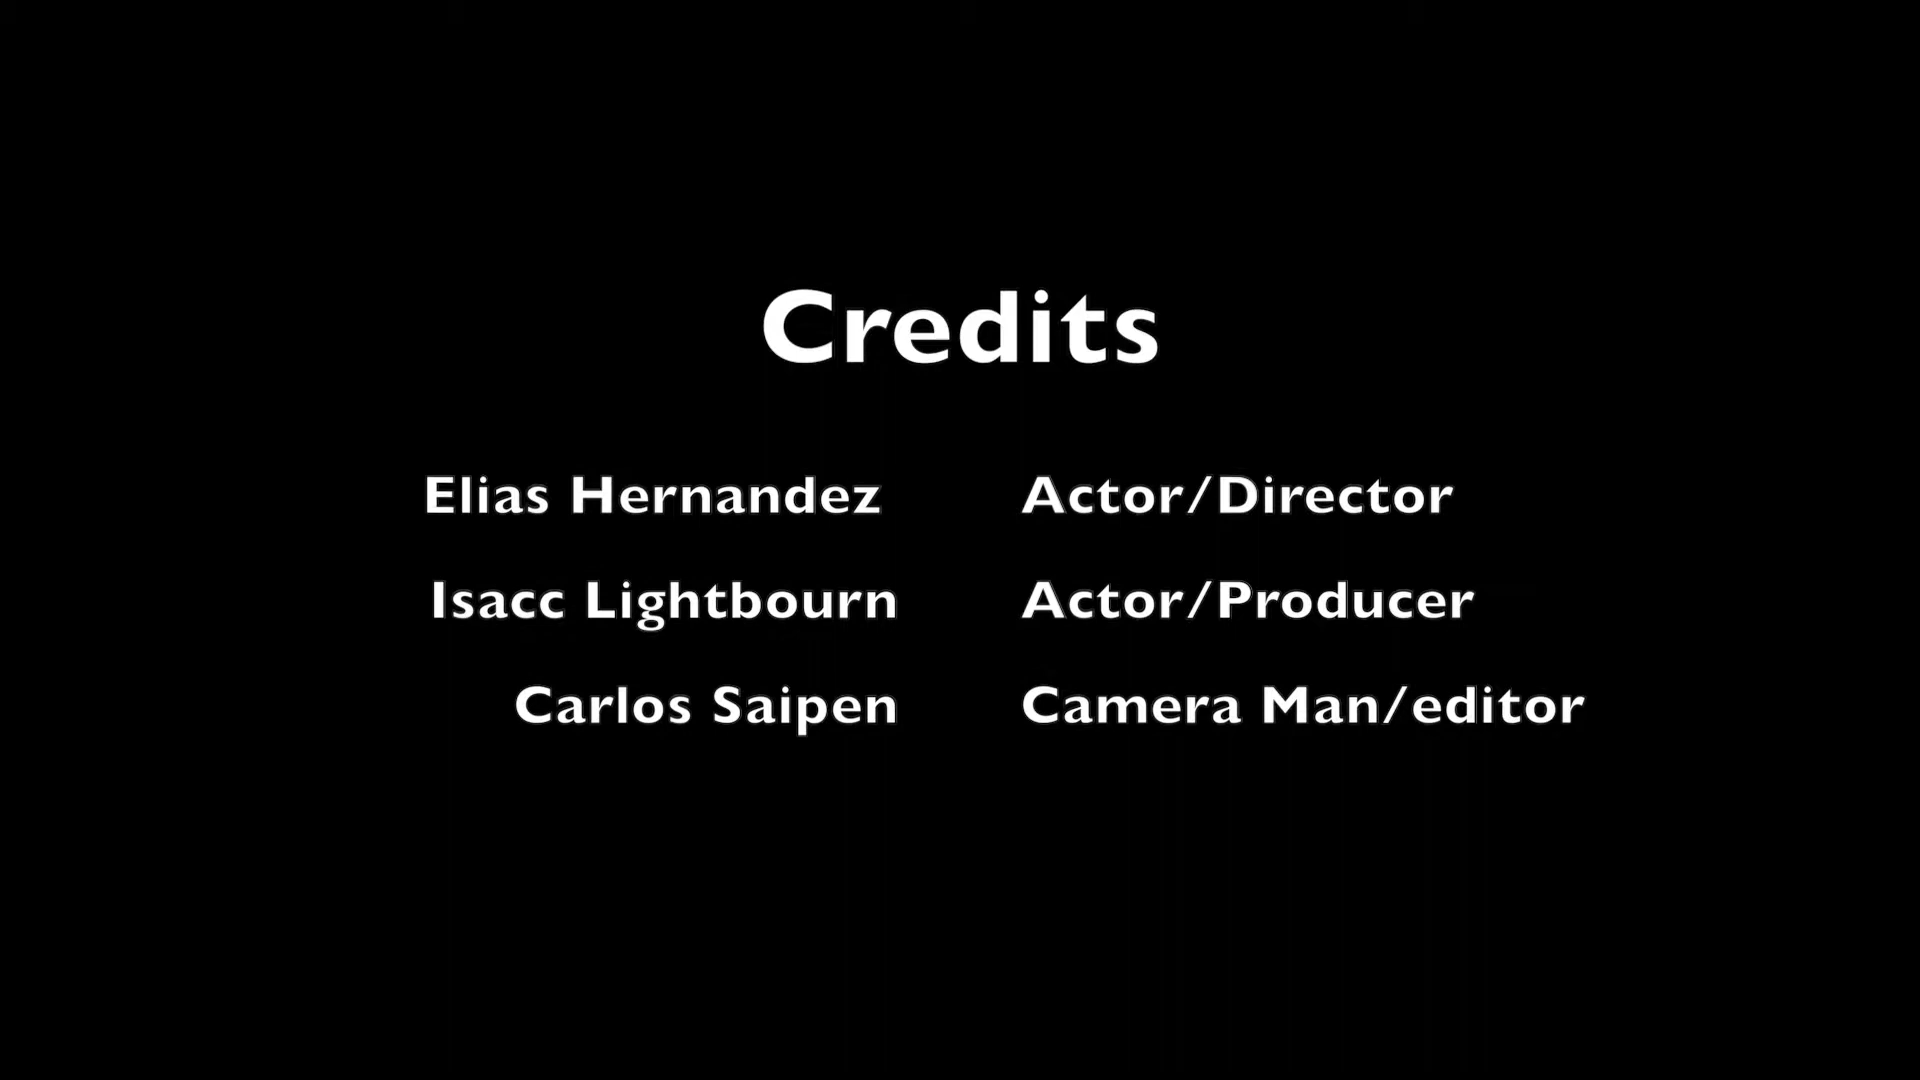 Credits
Elias Hernandez Actor/Director
Isacc Lightbourn Actor/Producer
Carlos Saipen Camera Man/editor